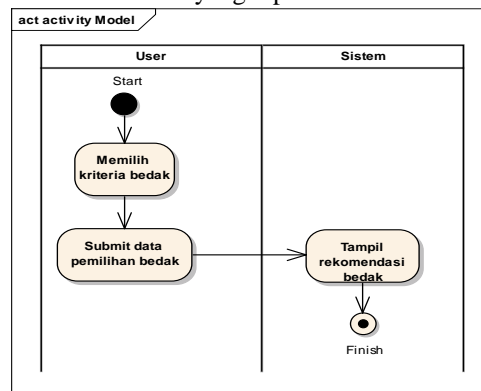 act activity Model
User
Sistem
Start
Memilih
kriteria bedak
Submit data
pemilihan bedak
Tampil
rekomendasi
bedak
Finish